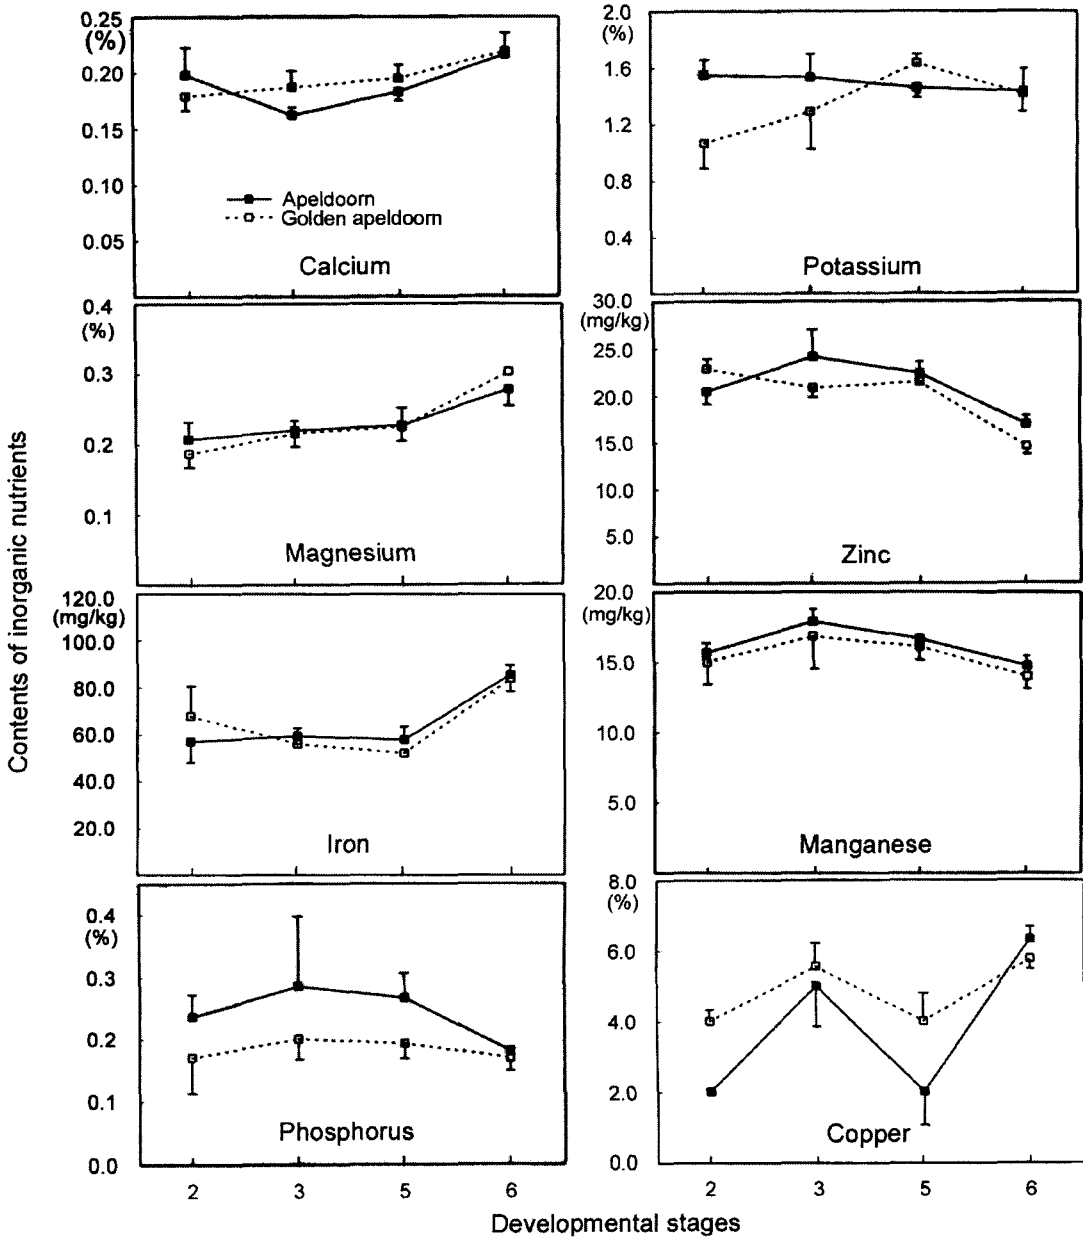 Contents of inorganic nutrients
0.25
(%)
0.20
0.15
0.10
0.05
Apeldoorn
Golden apeldoorn
Calcium
2.0
(%)
1.6
1.2
0.8
0.4
Potassium
0.4
(%)
0.3
0.2
0.1
Magnesium
30.0
(mg/kg)
25.0
20.0
15.0
10.0
5.0
Zinc
120.0
(mg/kg)
100.0
80.0
60.0
40.0
20.0
Iron
20.0
(mg/kg)
15.0
10.0
5.0
Manganese
0.4
(%)
0.3
0.2
0.1
0.0
Phosphorus
2 3 5 6
8.0
(%)
6.0
4.0
2.0
0.0
Copper
2 3 5 6
Developmental stages